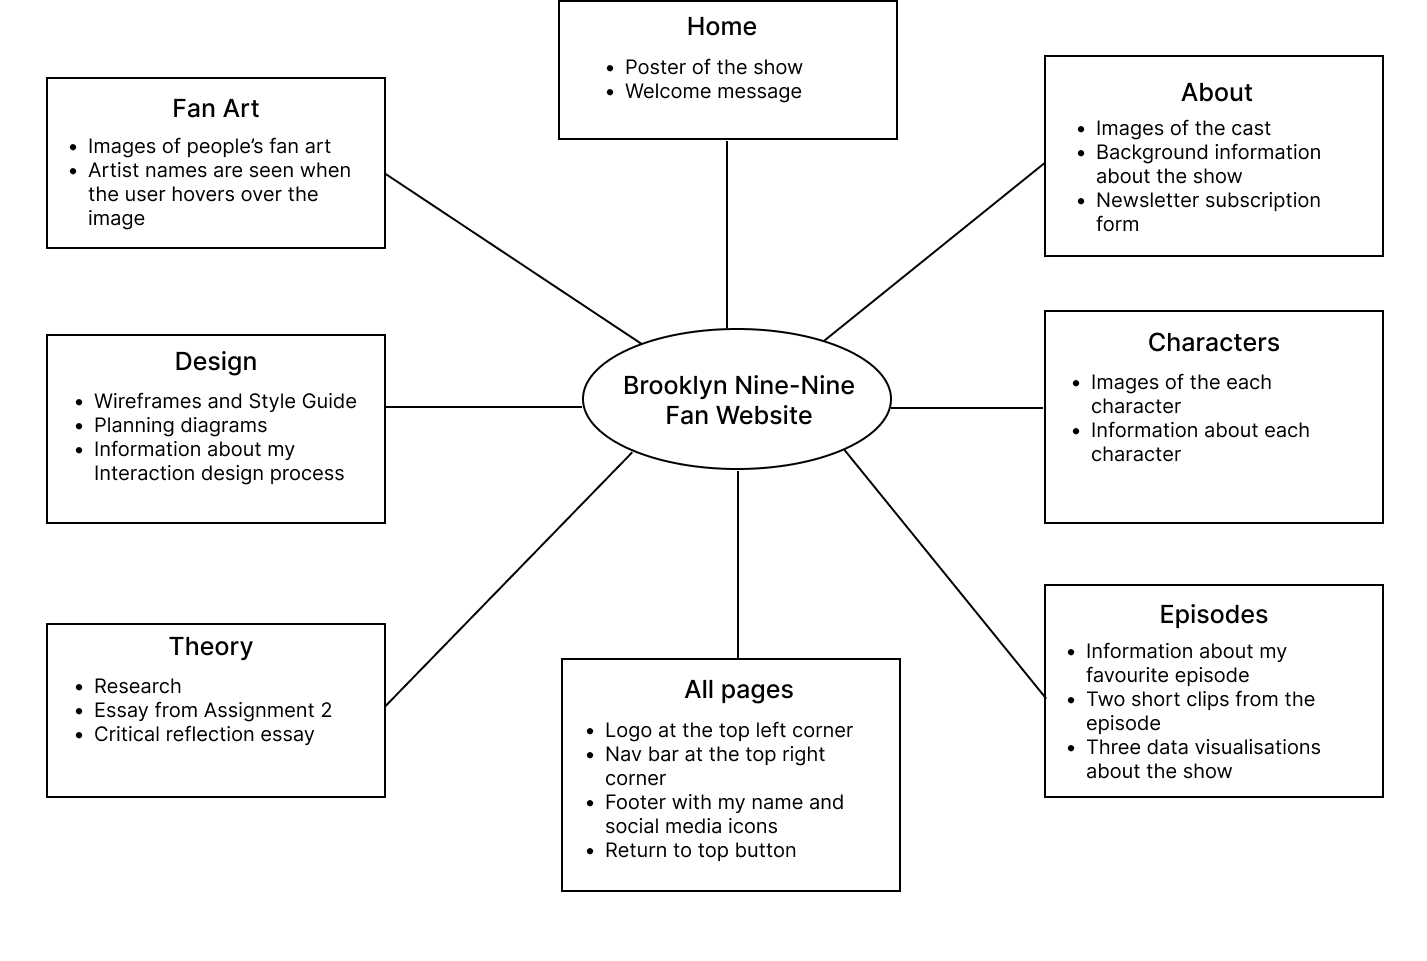 Home
• Poster of the show
• Welcome message
Fan Art
• Images of people’s fan art
• Artist names are seen when
the user hovers over the
image
About
• Images of the cast
• Background information
about the show
• Newsletter subscription
form
Design
• Wireframes and Style Guide
• Planning diagrams
• Information about my
Interaction design process
Brooklyn Nine-Nine
Fan Website
Characters
• Images of the each
character
• Information about each
character
Theory
• Research
• Essay from Assignment 2
• Critical reflection essay
All pages
• Logo at the top left corner
• Nav bar at the top right
corner
• Footer with my name and
social media icons
• Return to top button
Episodes
• Information about my
favourite episode
• Two short clips from the
episode
• Three data visualisations
about the show